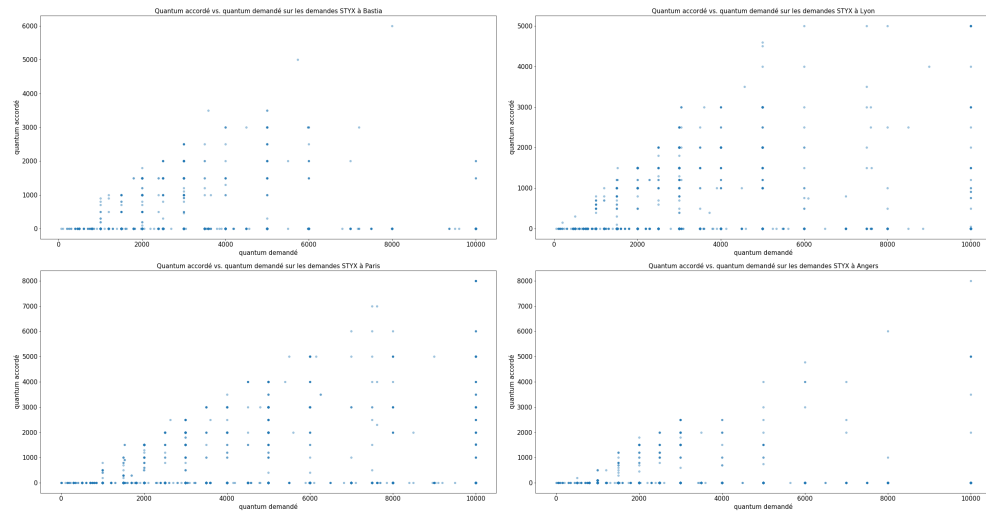 Quantum accordé vs. quantum demandé sur les demandes STYX à Bastia
quantum accordé
6000
5000
4000
3000
2000
1000
0
0 2000 4000 6000 8000 10000
quantum demandé
Quantum accordé vs. quantum demandé sur les demandes STYX à Lyon
quantum accordé
5000
4000
3000
2000
1000
0
0 2000 4000 6000 8000 10000
quantum demandé
Quantum accordé vs. quantum demandé sur les demandes STYX à Paris
quantum accordé
8000
7000
6000
5000
4000
3000
2000
1000
0
0 2000 4000 6000 8000 10000
quantum demandé
Quantum accordé vs. quantum demandé sur les demandes STYX à Angers
quantum accordé
8000
7000
6000
5000
4000
3000
2000
1000
0
0 2000 4000 6000 8000 10000
quantum demandé